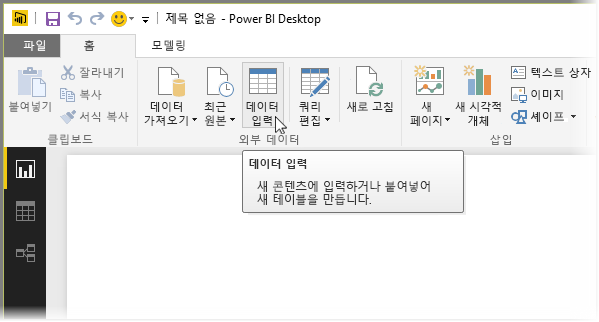 제목 없음 - Power BI Desktop
파일
홈
모델링
붙여넣기
잘라내기
복사
서식 복사
클립보드
데이터
가져오기
최근
원본
데이터
입력
쿼리
편집
새로 고침
외부 데이터
새
페이지
새 시각적
개체
텍스트 상자
이미지
셰이프
삽입
데이터 입력
새 콘텐츠에 입력하거나 붙여넣어
새 테이블을 만듭니다.